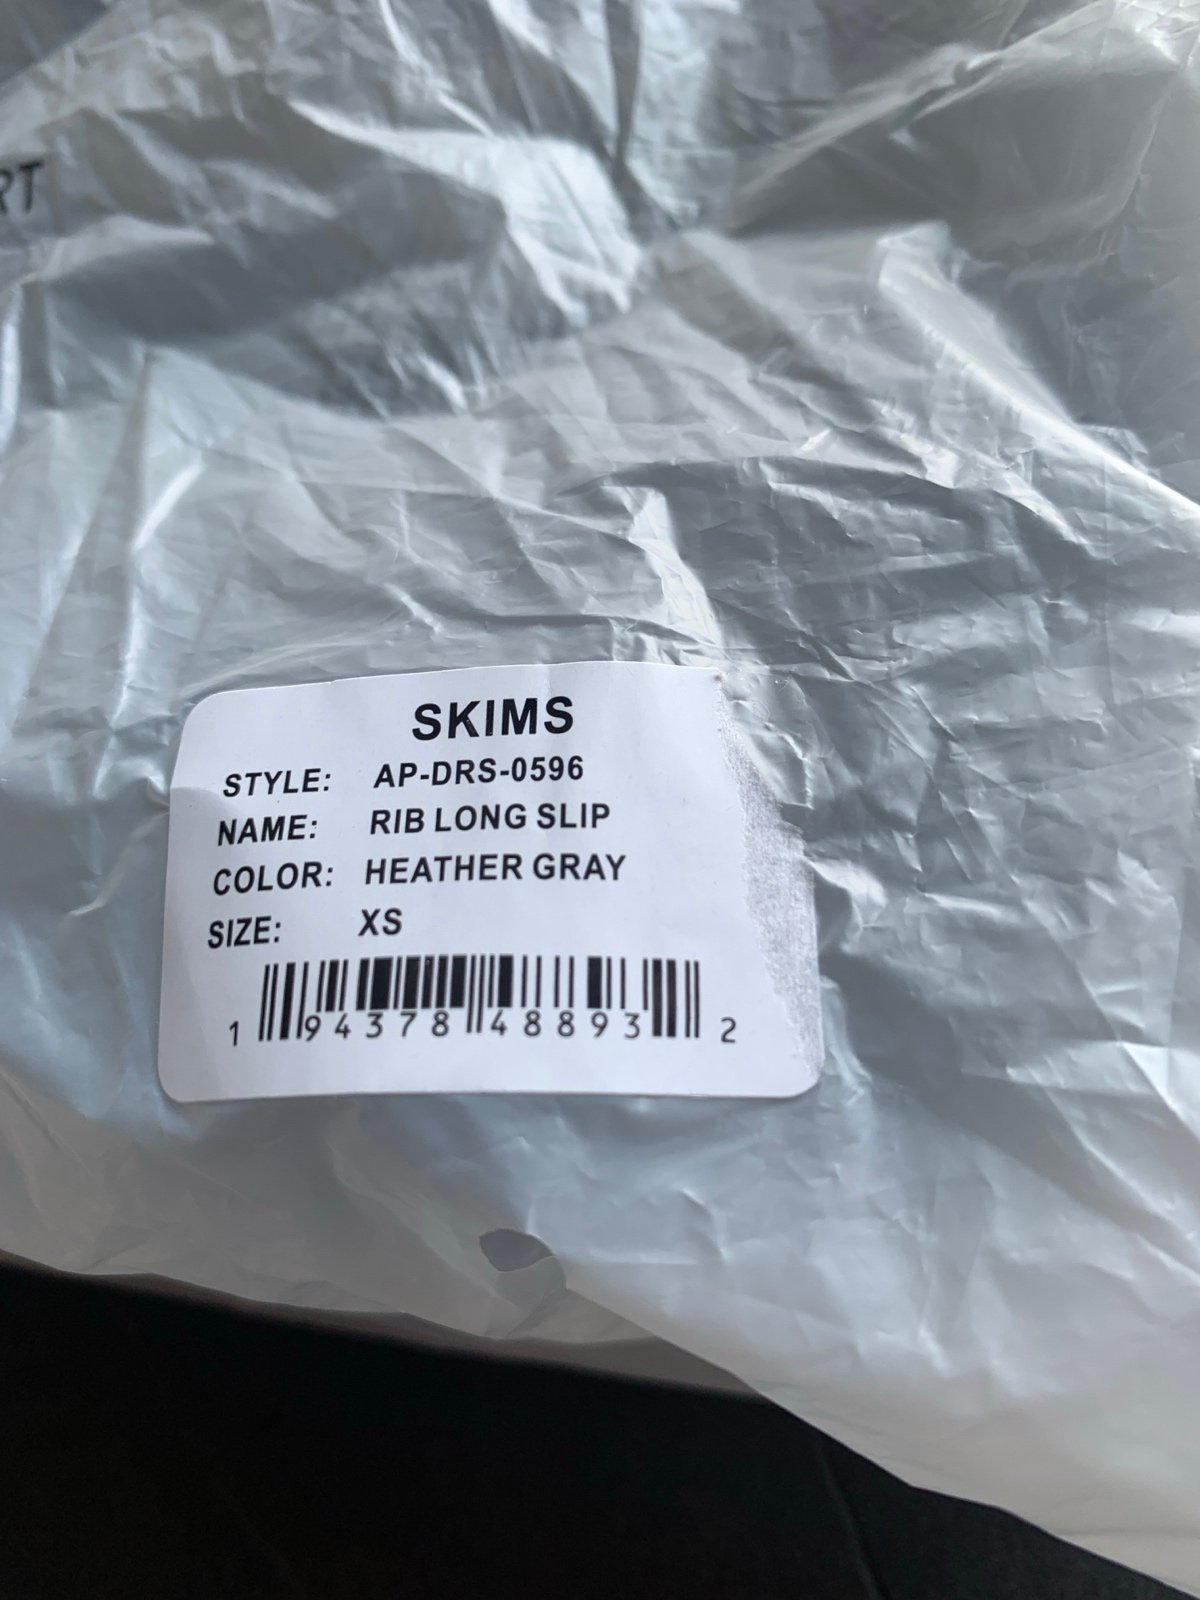 SKIMS
STYLE: AP-DRS-0596
NAME: RIB LONG SLIP
COLOR: HEATHER GRAY
SIZE: XS
1 94378 48893 2